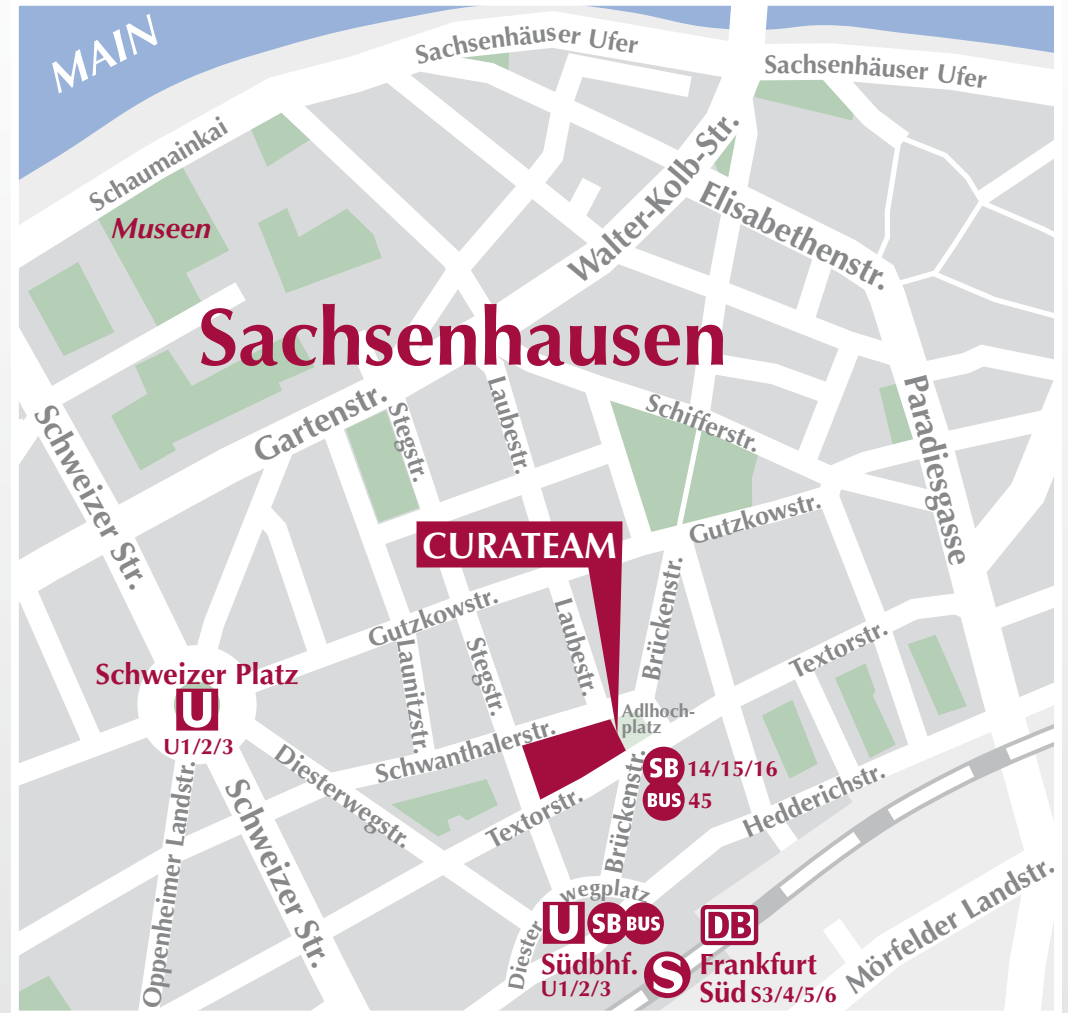 MAIN
Sachsenhäuser Ufer
Sachsenhäuser Ufer
Schaumainkai
Museen
Walter-Kolb-Str.
Elisabethenstr.
Sachsenhausen
Schweizer Str.
Gartenstr.
Stegstr.
Laubestr.
Schifferstr.
Paradiesgasse
Gutzkowstr.
CURATEAM
Gutzkowstr.
Launitzstr.
Stegstr.
Laubestr.
Brückenstr.
Textorstr.
Schweizer Platz
U
U1/2/3
Adlhoch-
platz
Schwanthalerstr.
Diesterwegstr.
SB 14/15/16
BUS 45
Oppenheimer Landstr.
Schweizer Str.
Textorstr.
Brückenstr.
Hedderichstr.
Diester
wegplatz
U SB BUS
Südbhf.
U1/2/3
DB
S
Frankfurt
Süd S3/4/5/6
Mörfelder Landstr.